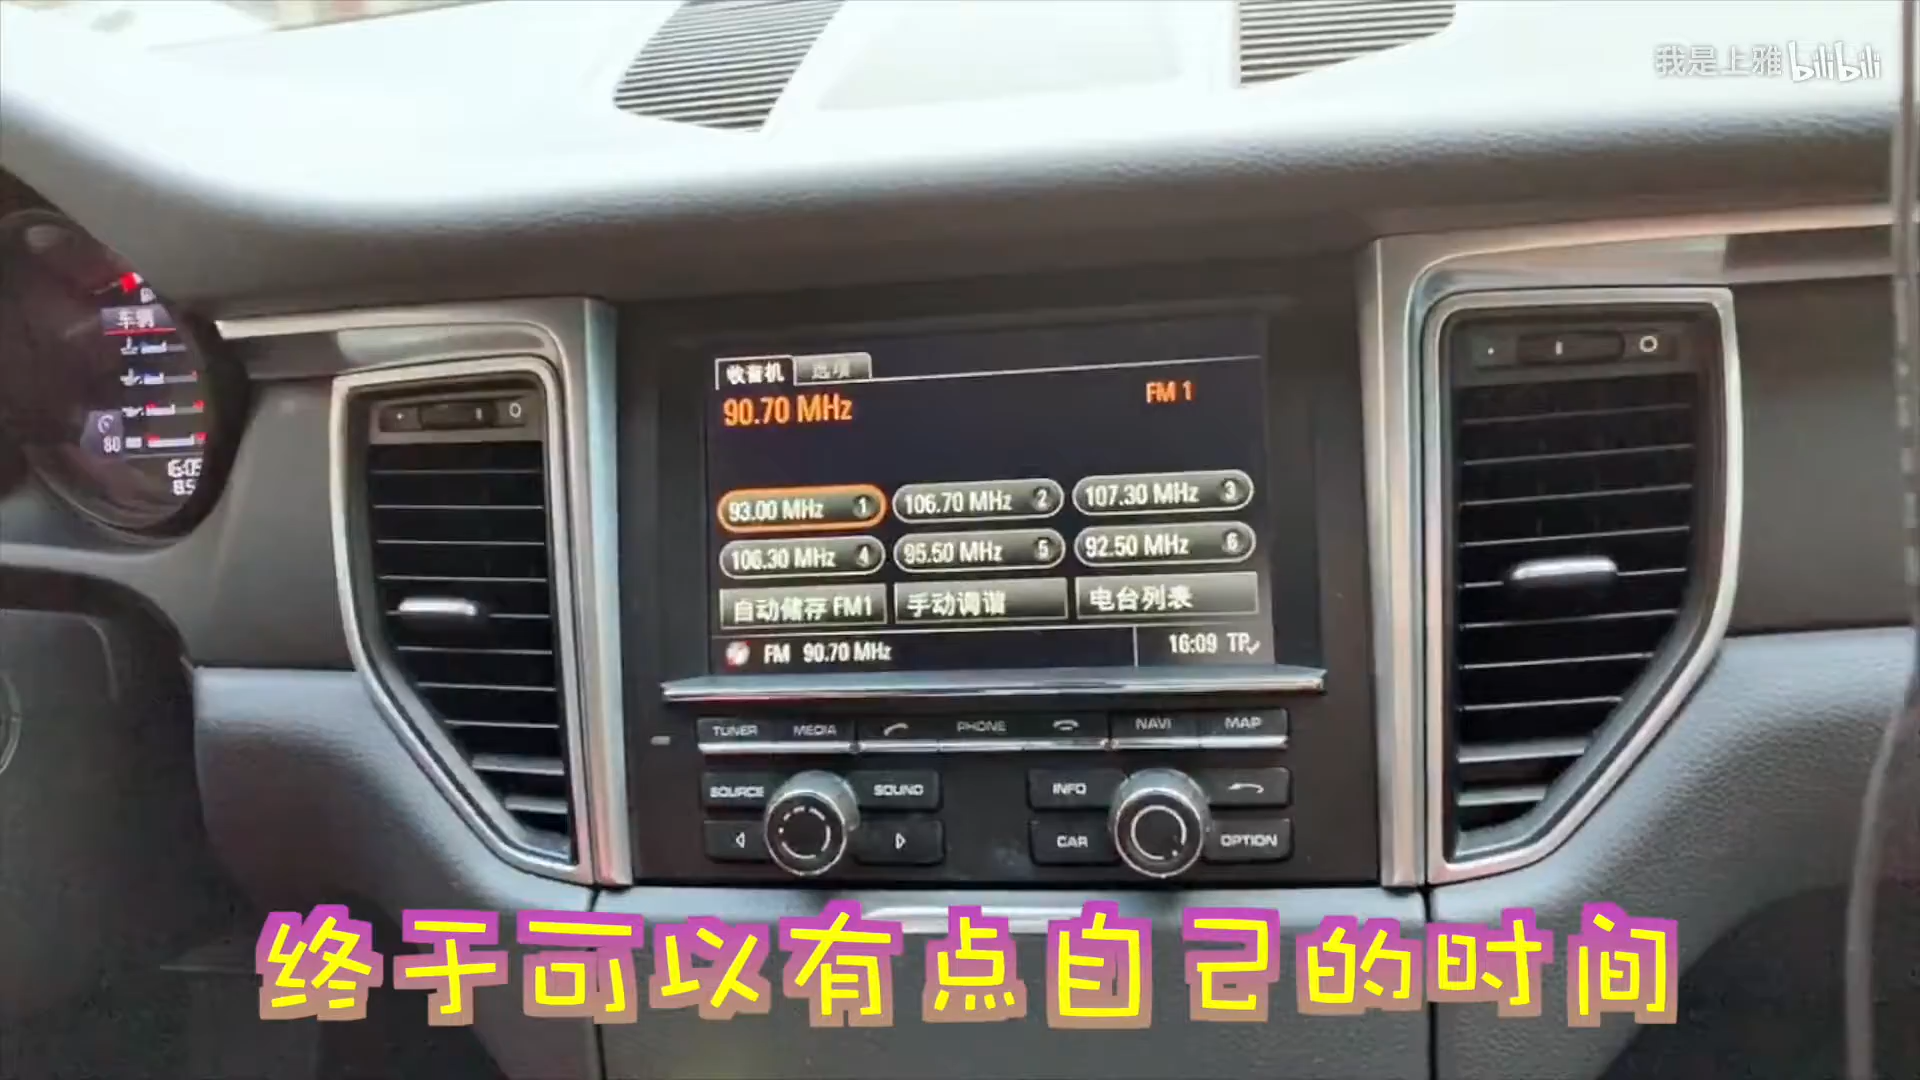 我是上雅 bilibili
收音机 选项
90.70 MHz FM 1
93.00 MHz 1 106.70 MHz 2 107.30 MHz 3
106.30 MHz 4 95.50 MHz 5 92.50 MHz 6
自动储存 FM1 手动调谐 电台列表
FM 90.70 MHz 16:09 TP
车辆
80
TUNER MEDIA PHONE NAVI MAP
SOURCE SOUND INFO
CAR OPTION
终于可以有点自己的时间